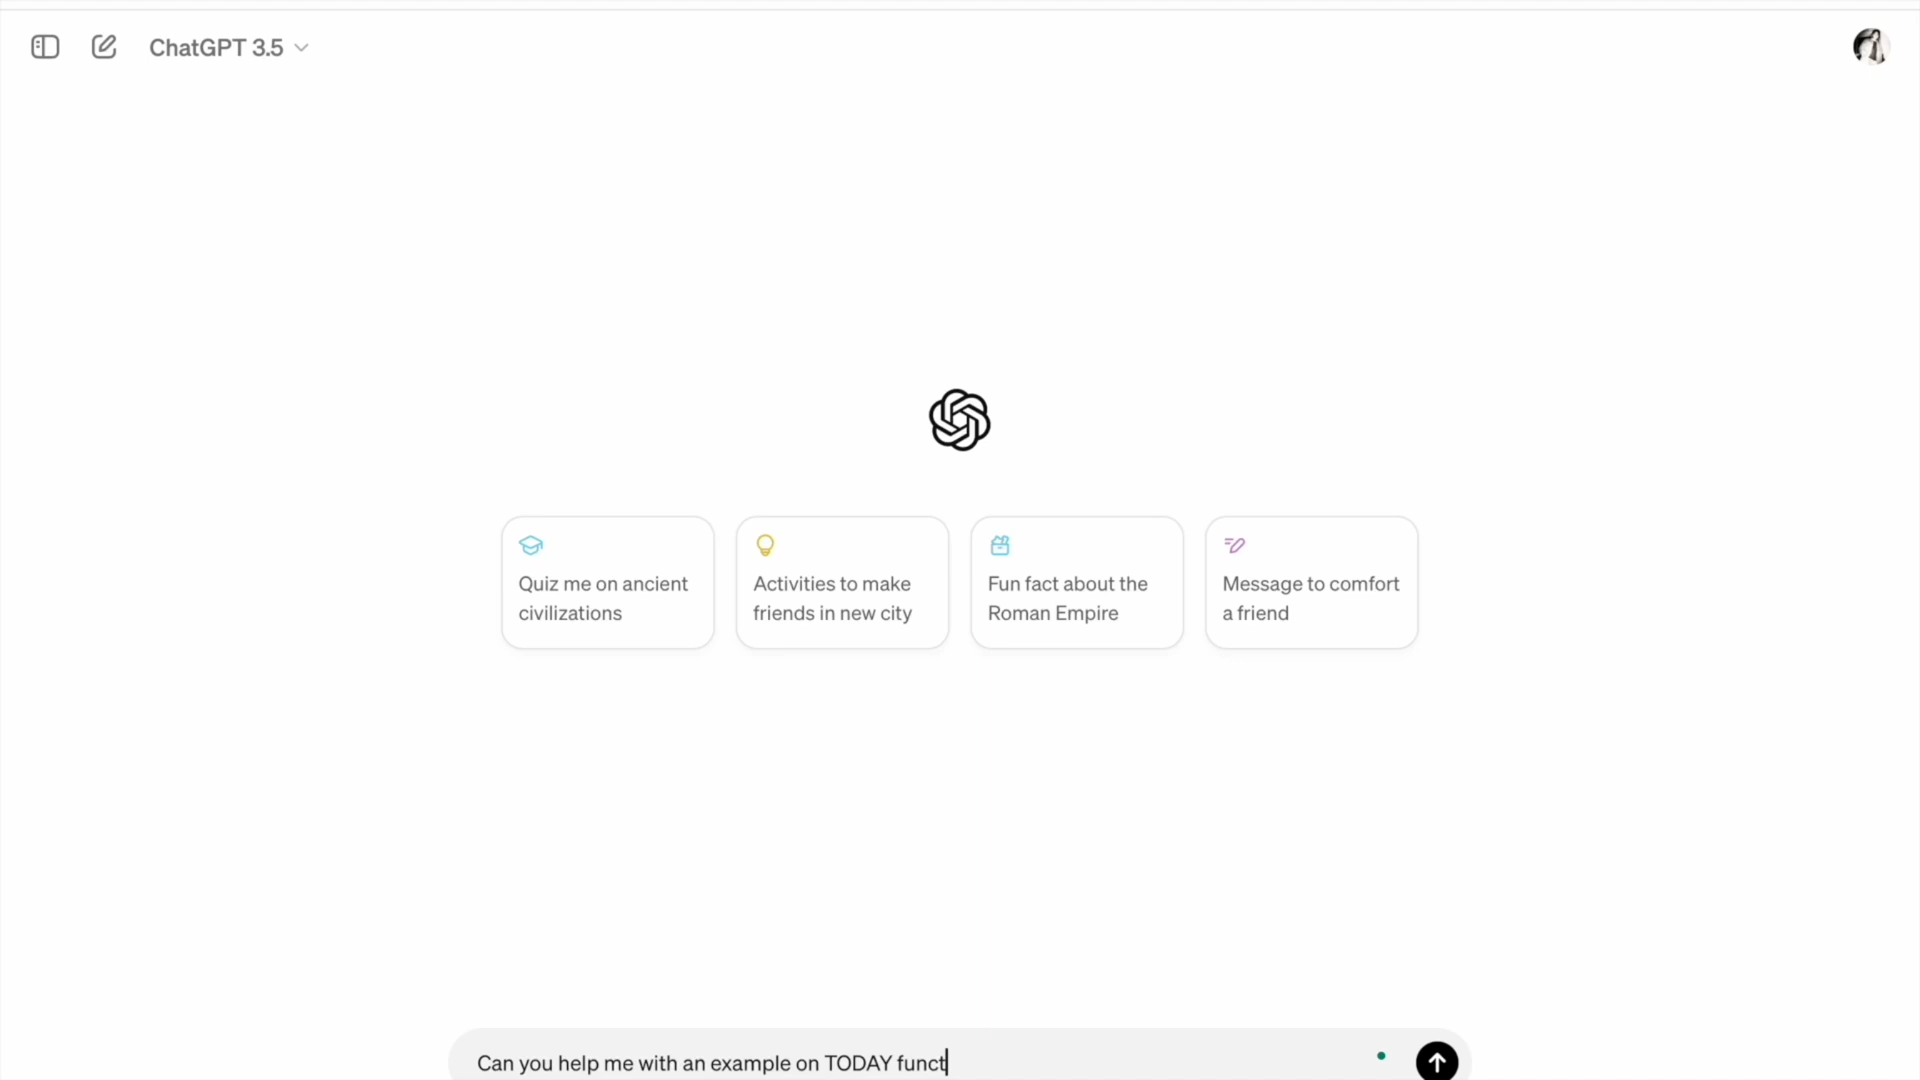 ChatGPT 3.5
Quiz me on ancient
civilizations
Activities to make
friends in new city
Fun fact about the
Roman Empire
Message to comfort
a friend
Can you help me with an example on TODAY funct